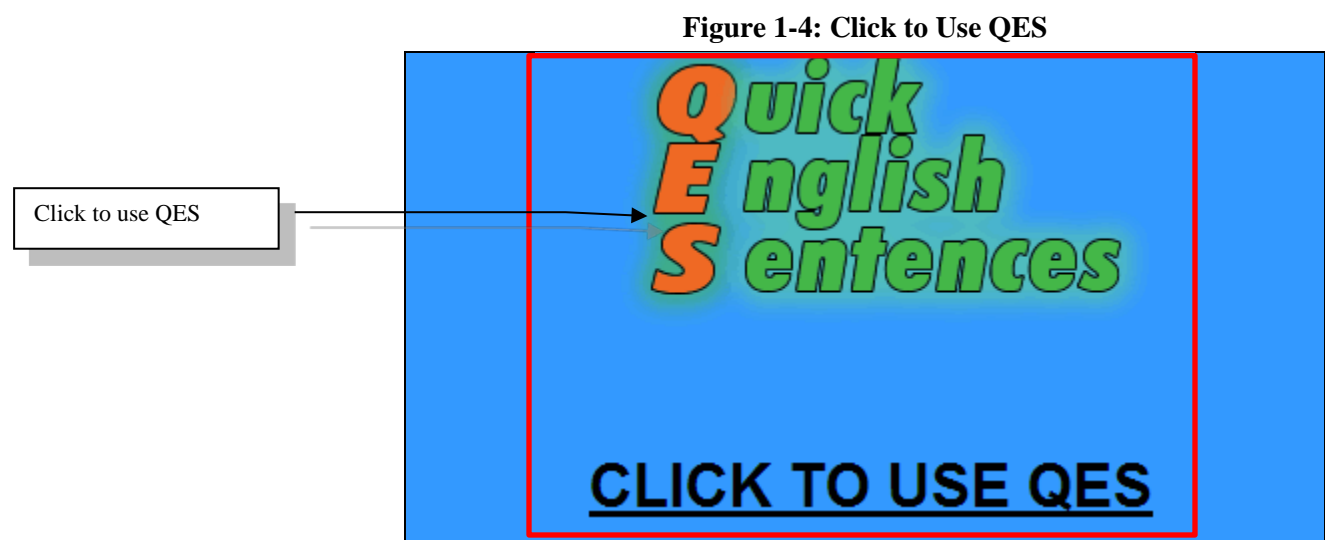 Figure 1-4: Click to Use QES
Quick
English
Sentences
Click to use QES
CLICK TO USE QES